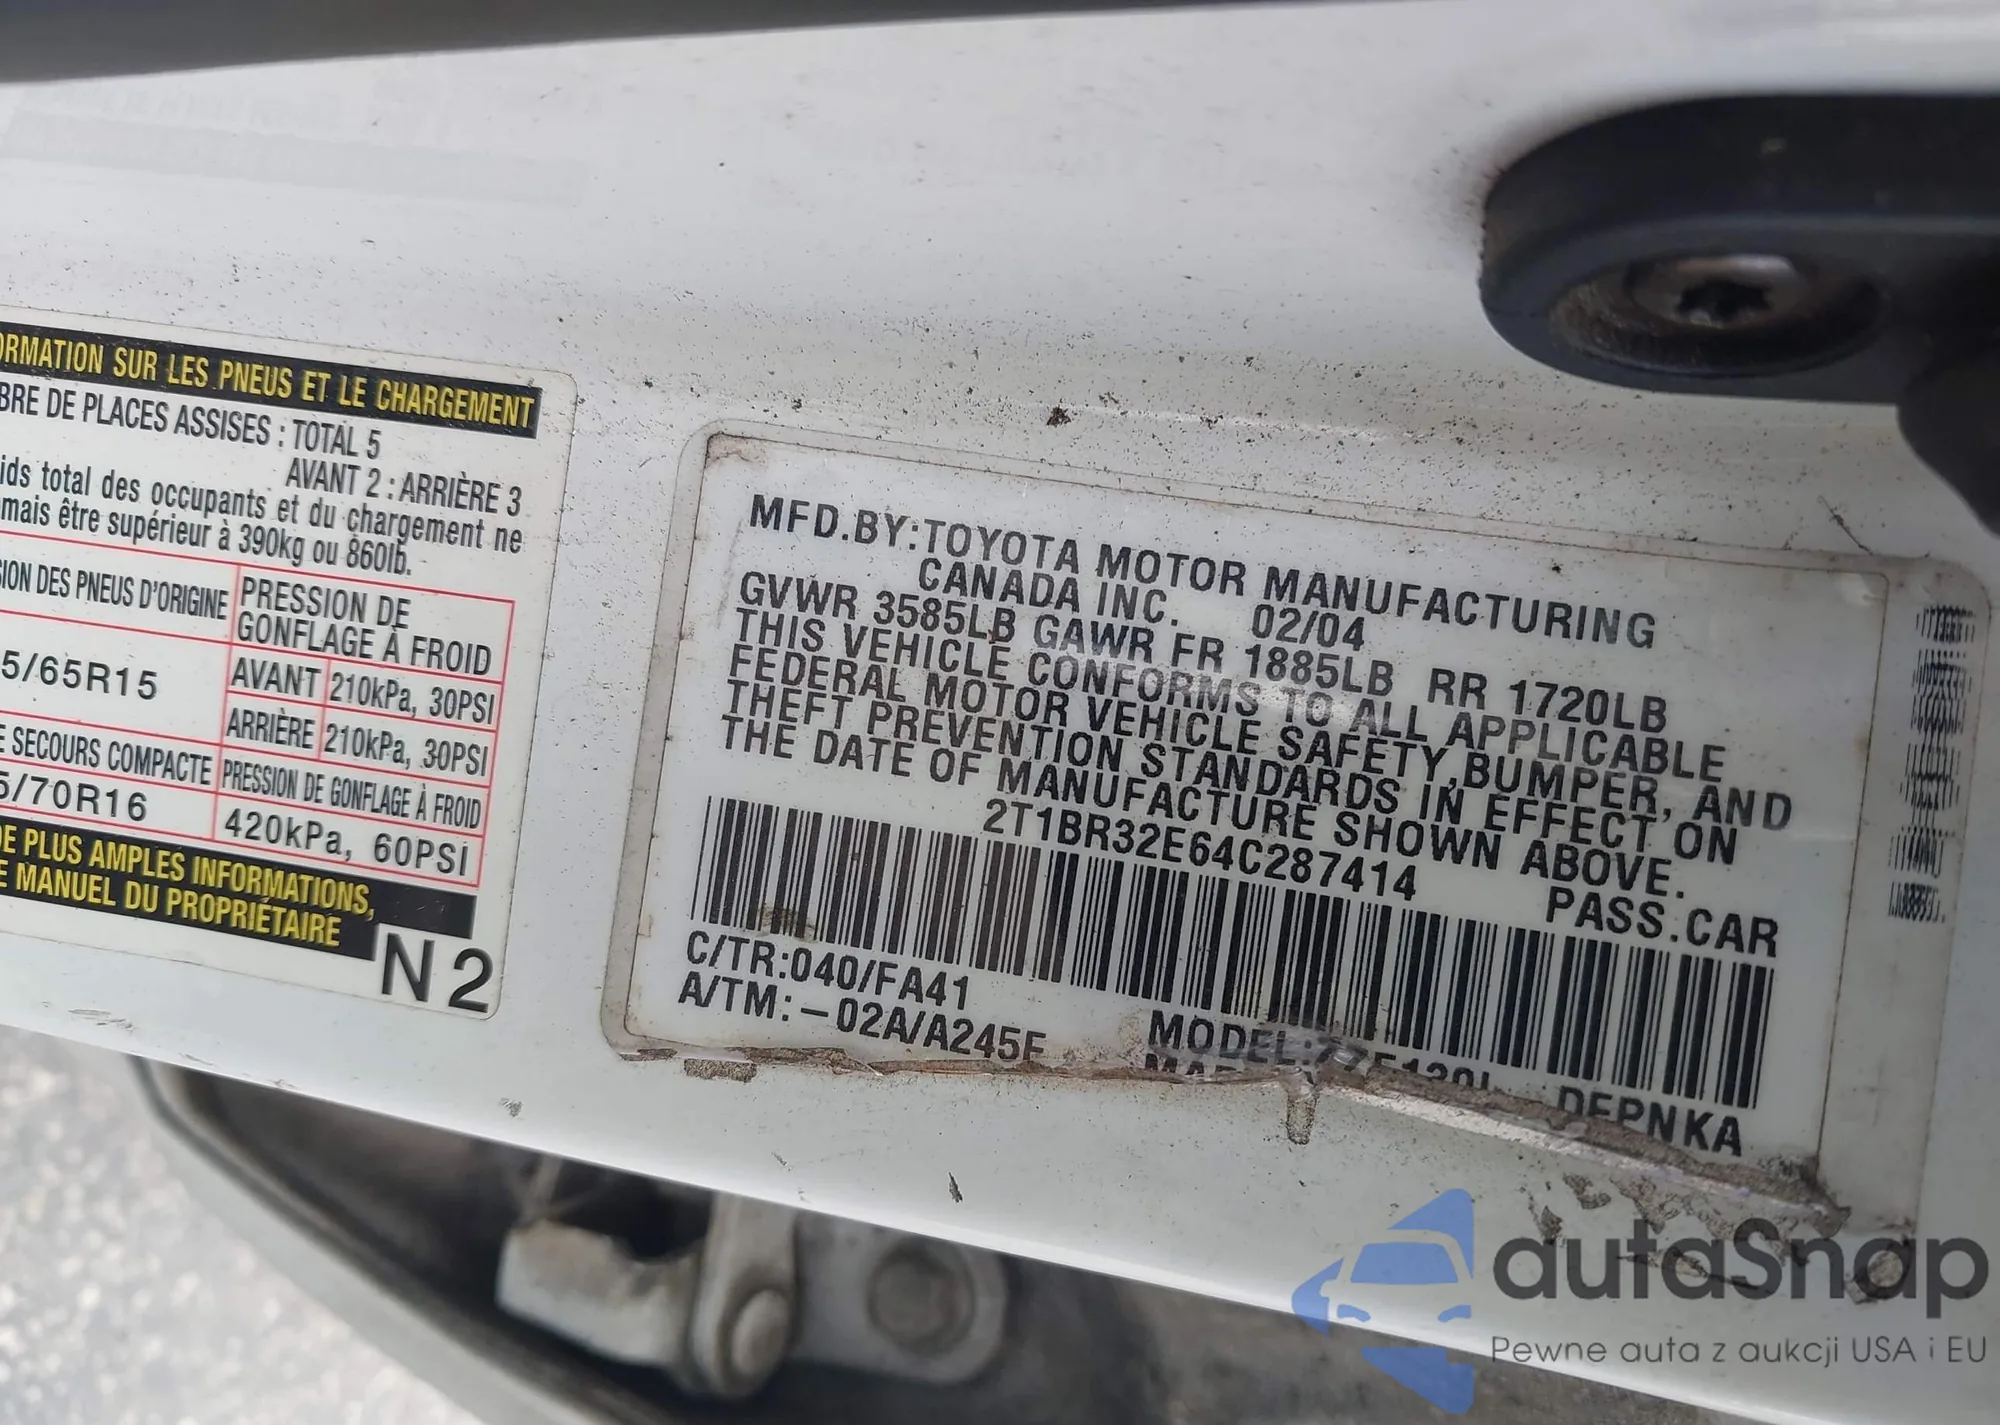 ORMATION SUR LES PNEUS ET LE CHARGEMENT
BRE DE PLACES ASSISES : TOTAL 5
AVANT 2 : ARRIÈRE 3
ids total des occupants et du chargement ne
mais être supérieur à 390kg ou 860lb.
SION DES PNEUS D'ORIGINE
PRESSION DE
GONFLAGE À FROID
5/65R15
AVANT 210kPa, 30PSI
ARRIÈRE 210kPa, 30PSI
E SECOURS COMPACTE
PRESSION DE GONFLAGE À FROID
5/70R16
420kPa, 60PSI
DE PLUS AMPLES INFORMATIONS,
E MANUEL DU PROPRIÉTAIRE
N2
MFD.BY:TOYOTA MOTOR MANUFACTURING
CANADA INC. 02/04
GVWR 3585LB GAWR FR 1885LB RR 1720LB
THIS VEHICLE CONFORMS TO ALL APPLICABLE
FEDERAL MOTOR VEHICLE SAFETY,BUMPER, AND
THEFT PREVENTION STANDARDS IN EFFECT ON
THE DATE OF MANUFACTURE SHOWN ABOVE.
2T1BR32E64C287414 PASS.CAR
C/TR:040/FA41
A/TM:-02A/A245F
MODEL:
DEPNKA
autaSnap
Pewne auta z aukcji USA i EU